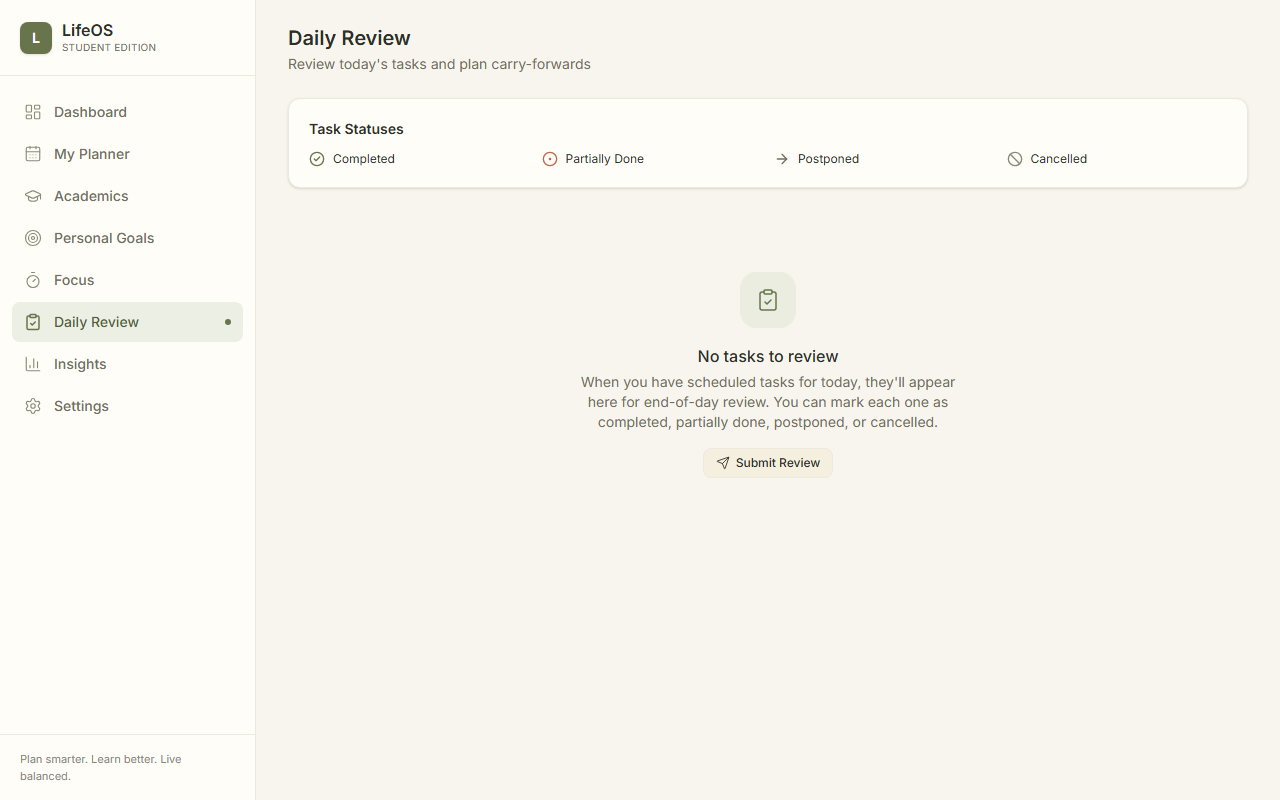 L
LifeOS
STUDENT EDITION
Dashboard
My Planner
Academics
Personal Goals
Focus
Daily Review
Insights
Settings
Plan smarter. Learn better. Live
balanced.
Daily Review
Review today's tasks and plan carry-forwards
Task Statuses
Completed
Partially Done
Postponed
Cancelled
No tasks to review
When you have scheduled tasks for today, they'll appear
here for end-of-day review. You can mark each one as
completed, partially done, postponed, or cancelled.
Submit Review